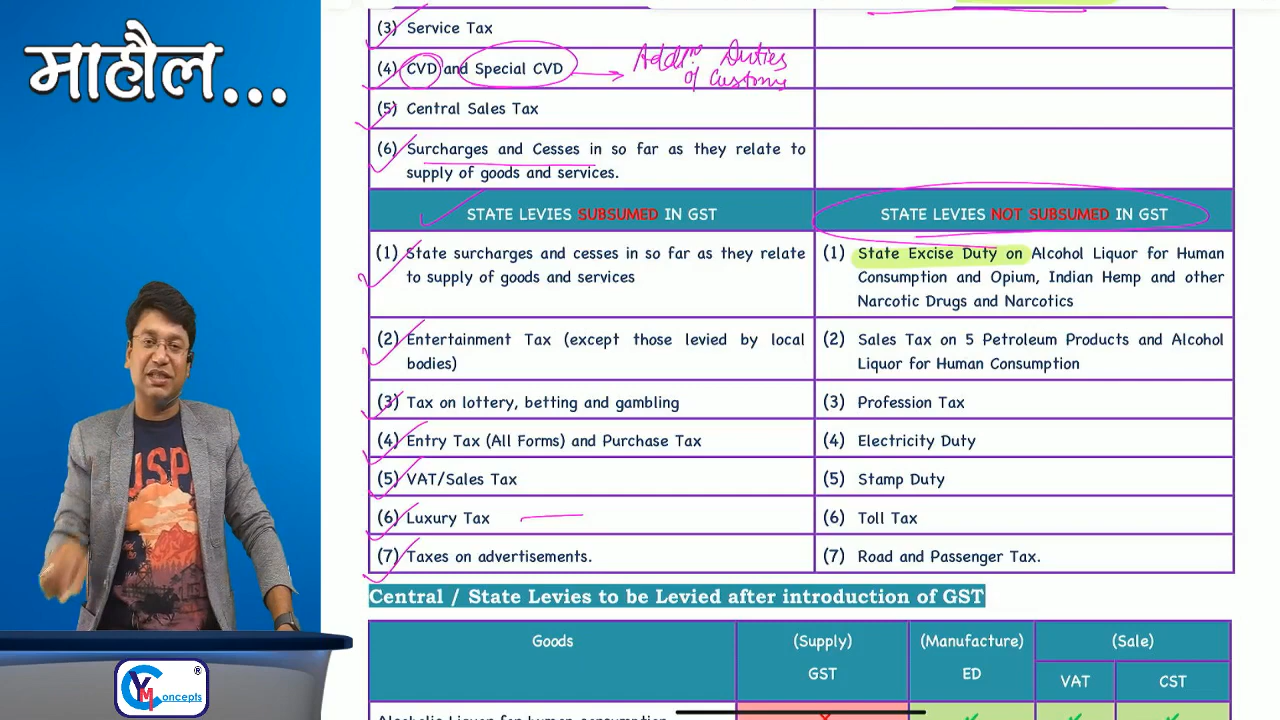 माहौल...
(3) Service Tax
(4) CVD and Special CVD
Addln. Duties
of Customs
(5) Central Sales Tax
(6) Surcharges and Cesses in so far as they relate to
supply of goods and services.
STATE LEVIES SUBSUMED IN GST
STATE LEVIES NOT SUBSUMED IN GST
(1) State surcharges and cesses in so far as they relate
to supply of goods and services
(1) State Excise Duty on Alcohol Liquor for Human
Consumption and Opium, Indian Hemp and other
Narcotic Drugs and Narcotics
(2) Entertainment Tax (except those levied by local
bodies)
(2) Sales Tax on 5 Petroleum Products and Alcohol
Liquor for Human Consumption
(3) Tax on lottery, betting and gambling
(3) Profession Tax
(4) Entry Tax (All Forms) and Purchase Tax
(4) Electricity Duty
(5) VAT/Sales Tax
(5) Stamp Duty
(6) Luxury Tax
(6) Toll Tax
(7) Taxes on advertisements.
(7) Road and Passenger Tax.
Central / State Levies to be Levied after introduction of GST
Goods
(Supply)
GST
(Manufacture)
ED
(Sale)
VAT
CST
Alcoholic Liquor for human consumption
YM Concepts ®